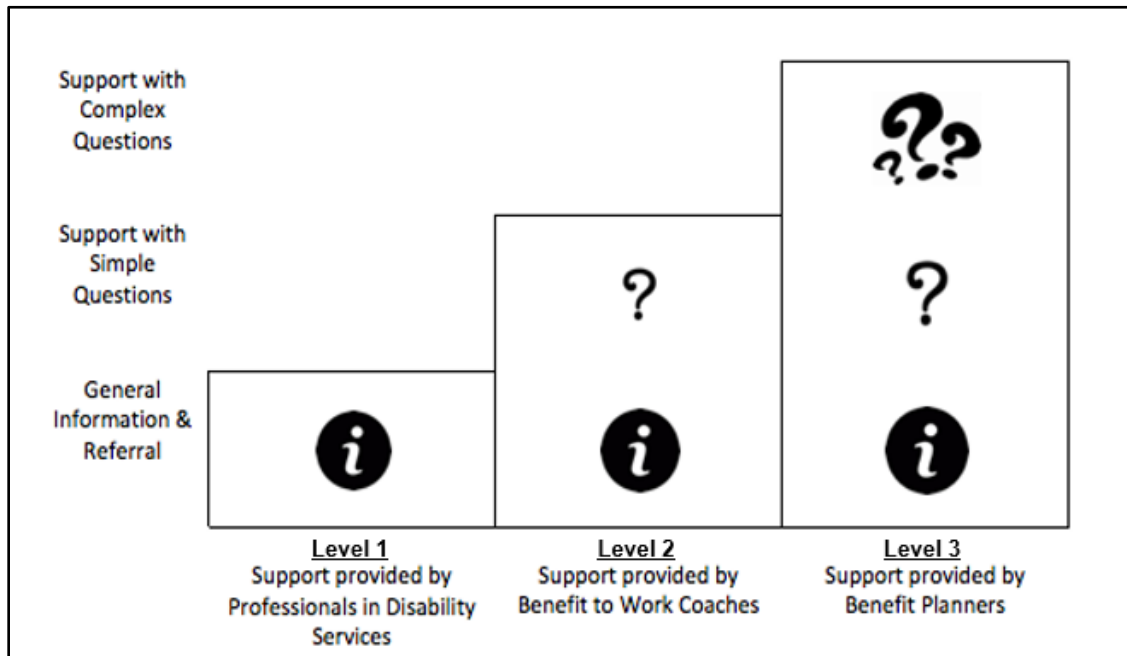 Support with
Complex
Questions
? ? ?
Support with
Simple
Questions
?
?
General
Information &
Referral
i
i
i
Level 1
Support provided by
Professionals in Disability
Services
Level 2
Support provided by
Benefit to Work Coaches
Level 3
Support provided by
Benefit Planners